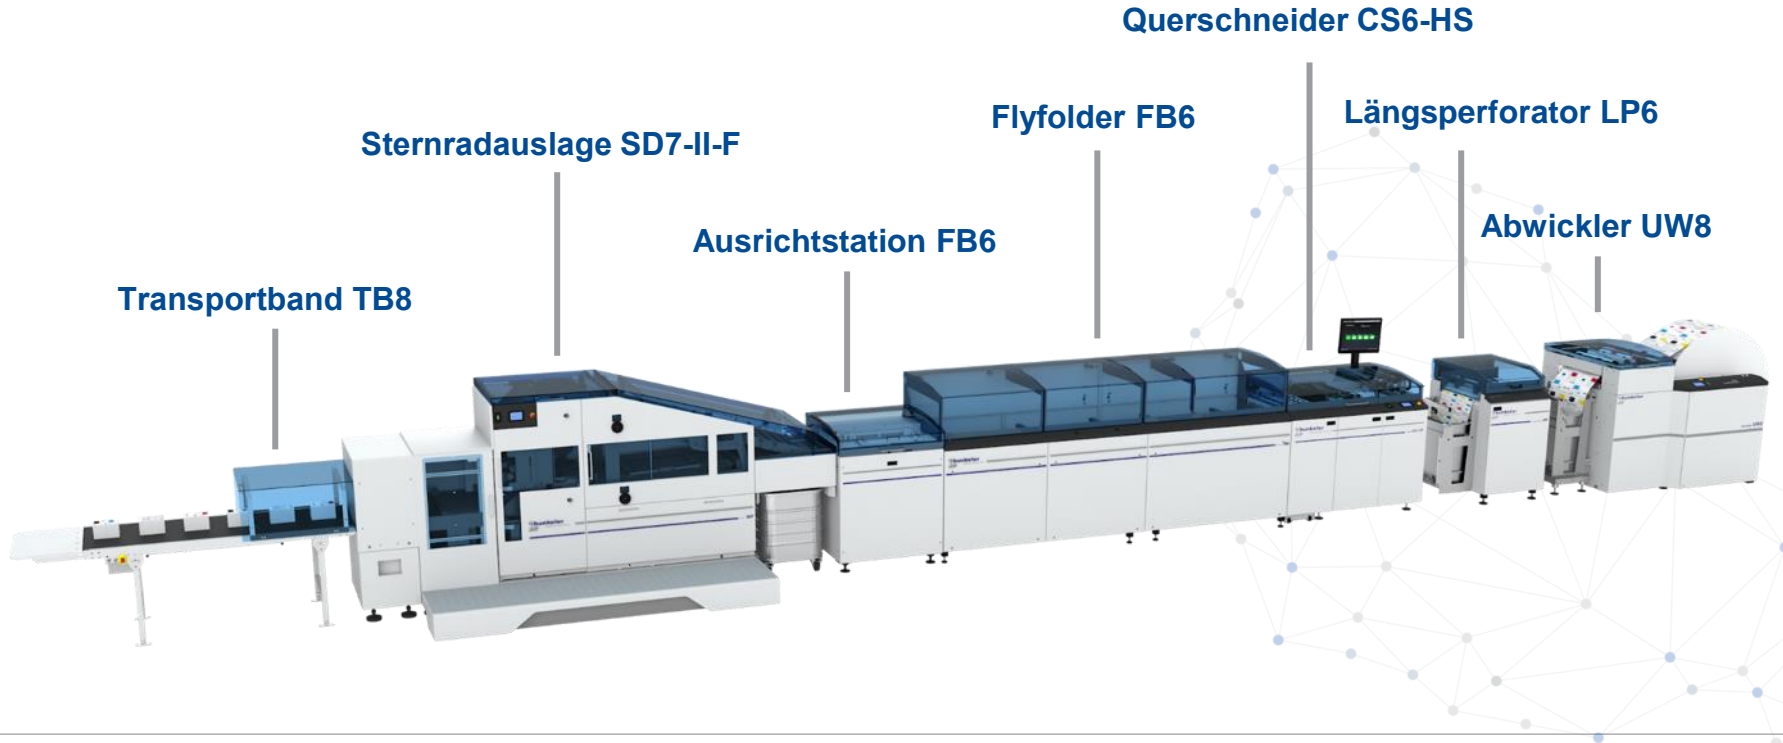 Querschneider CS6-HS
Flyfolder FB6
Längsperforator LP6
Sternradauslage SD7-II-F
Ausrichtstation FB6
Abwickler UW8
Transportband TB8